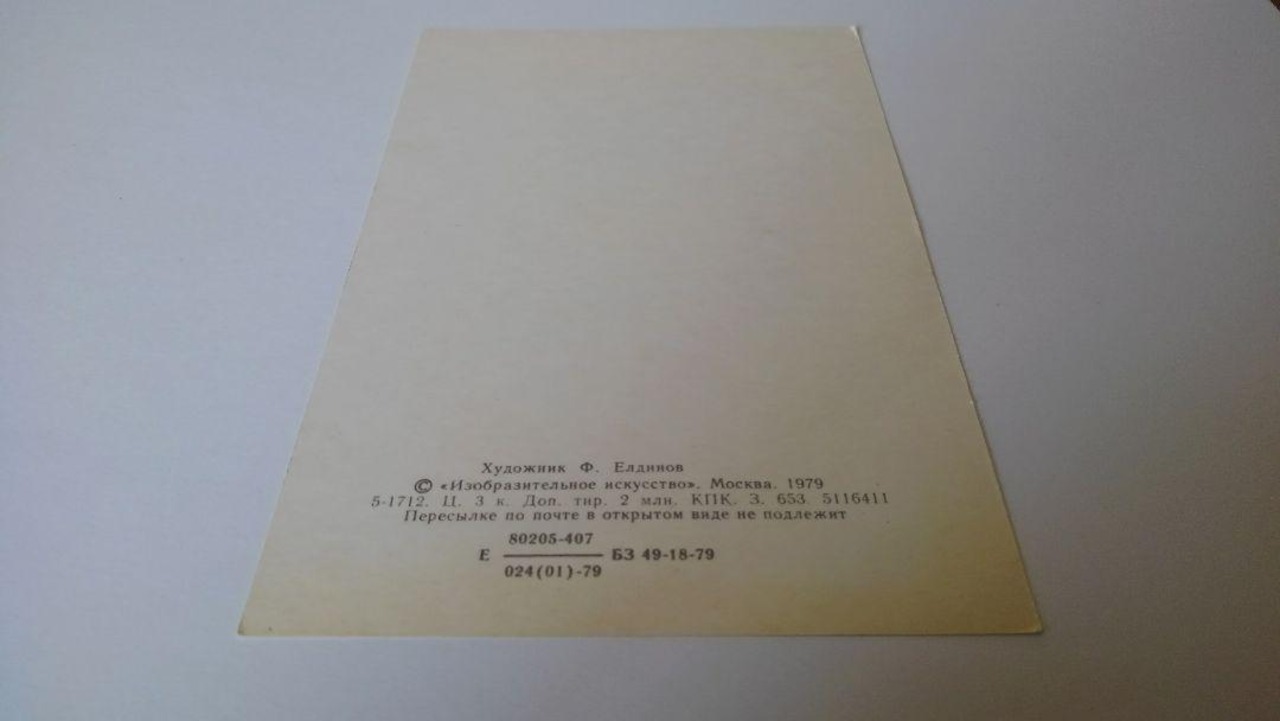 Художник Ф. Елдинов
© «Изобразительное искусство». Москва. 1979
5-1712. Ц. 3 к. Доп. тир. 2 млн. КПК. З. 653. 5116411
Пересылке по почте в открытом виде не подлежит
80205-407
Е ——— БЗ 49-18-79
024(01)-79